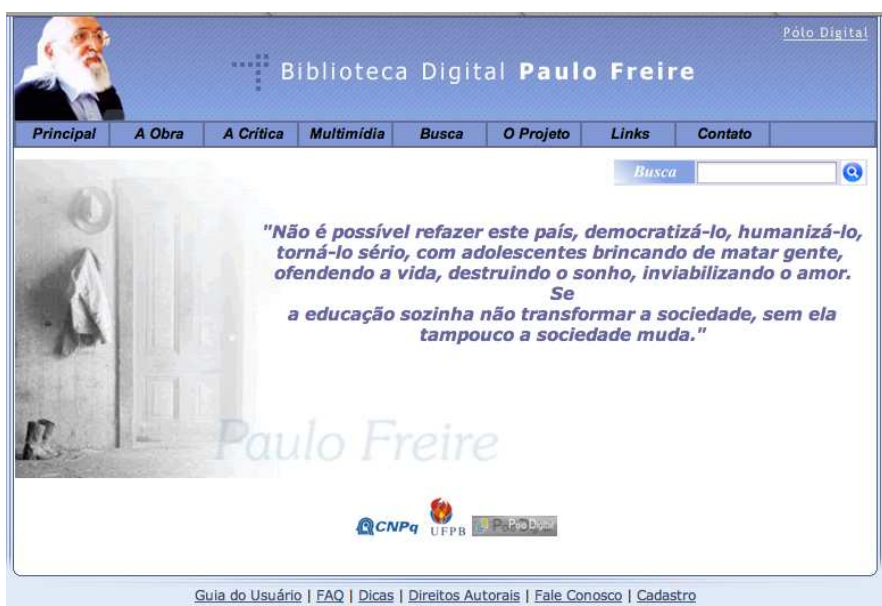 Pólo Digital
Biblioteca Digital Paulo Freire
Principal A Obra A Crítica Multimídia Busca O Projeto Links Contato
Busca
"Não é possível refazer este país, democratizá-lo, humanizá-lo,
torná-lo sério, com adolescentes brincando de matar gente,
ofendendo a vida, destruindo o sonho, inviabilizando o amor.
Se
a educação sozinha não transformar a sociedade, sem ela
tampouco a sociedade muda."
Paulo Freire
CNPq UFPB
Guia do Usuário | FAQ | Dicas | Direitos Autorais | Fale Conosco | Cadastro